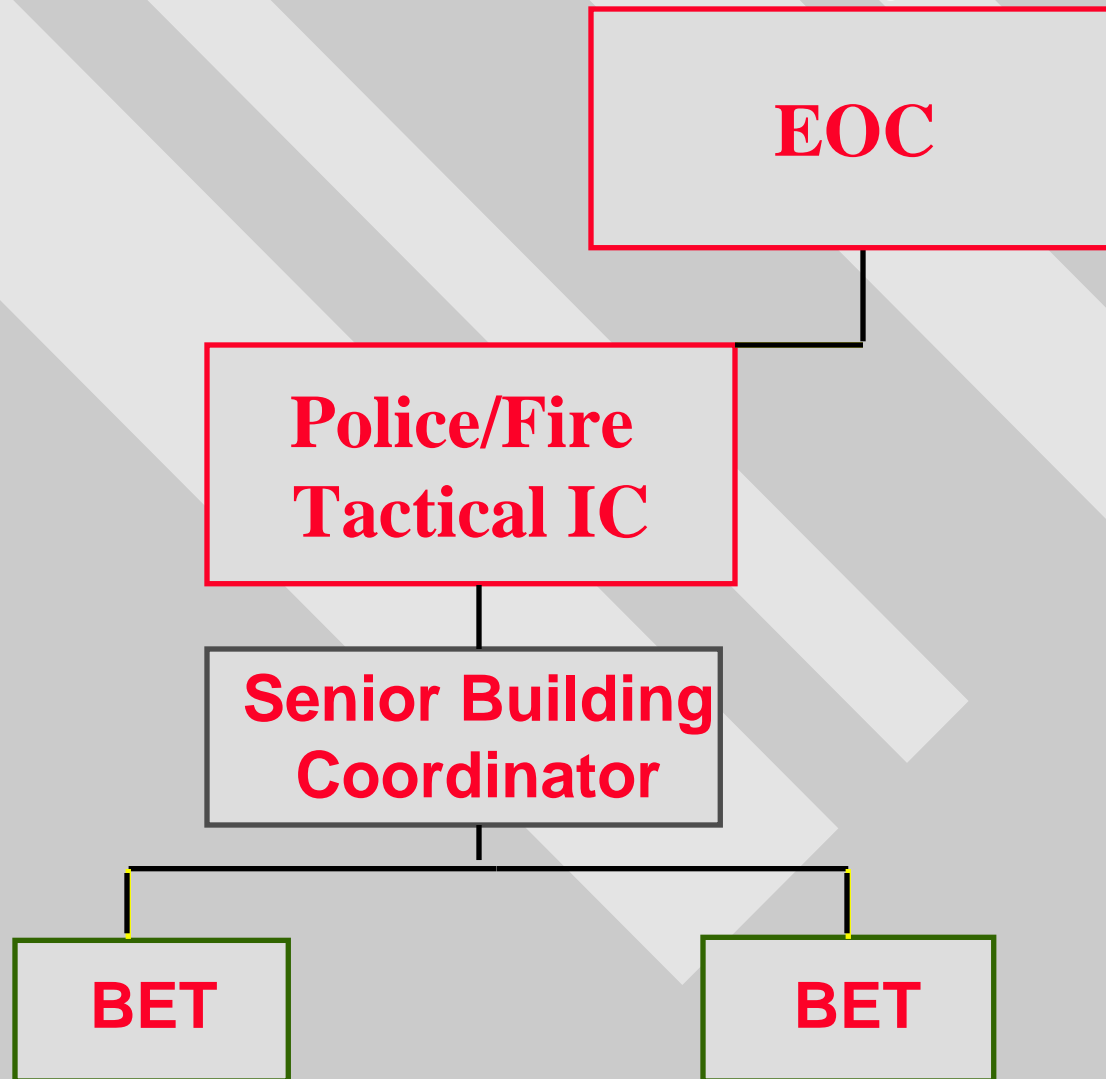 EOC
Police/Fire
Tactical IC
Senior Building
Coordinator
BET
BET